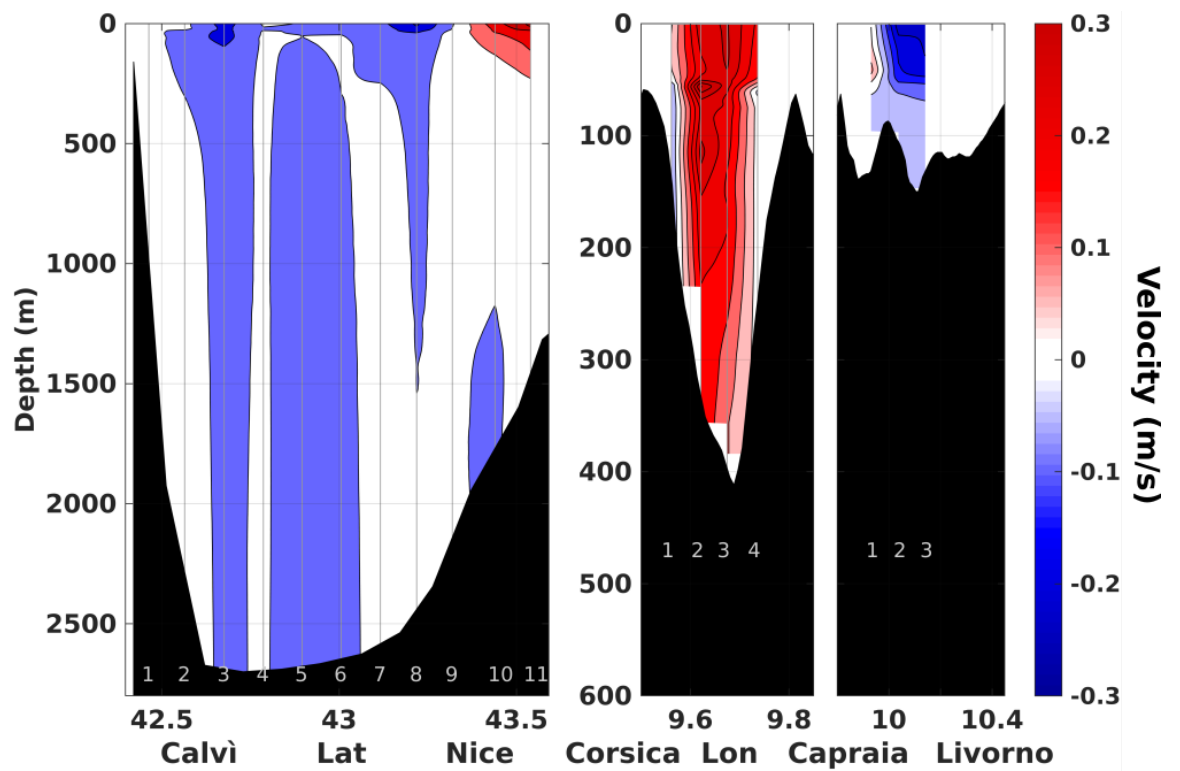 0
500
1000
1500
2000
2500
Depth (m)
1 2 3 4 5 6 7 8 9 10 11
42.5 43 43.5
Calvì Lat Nice
0
100
200
300
400
500
600
1 2 3 4
9.6 9.8
Corsica Lon Capraia Livorno
1 2 3
10 10.4
0.3
0.2
0.1
0
-0.1
-0.2
-0.3
Velocity (m/s)